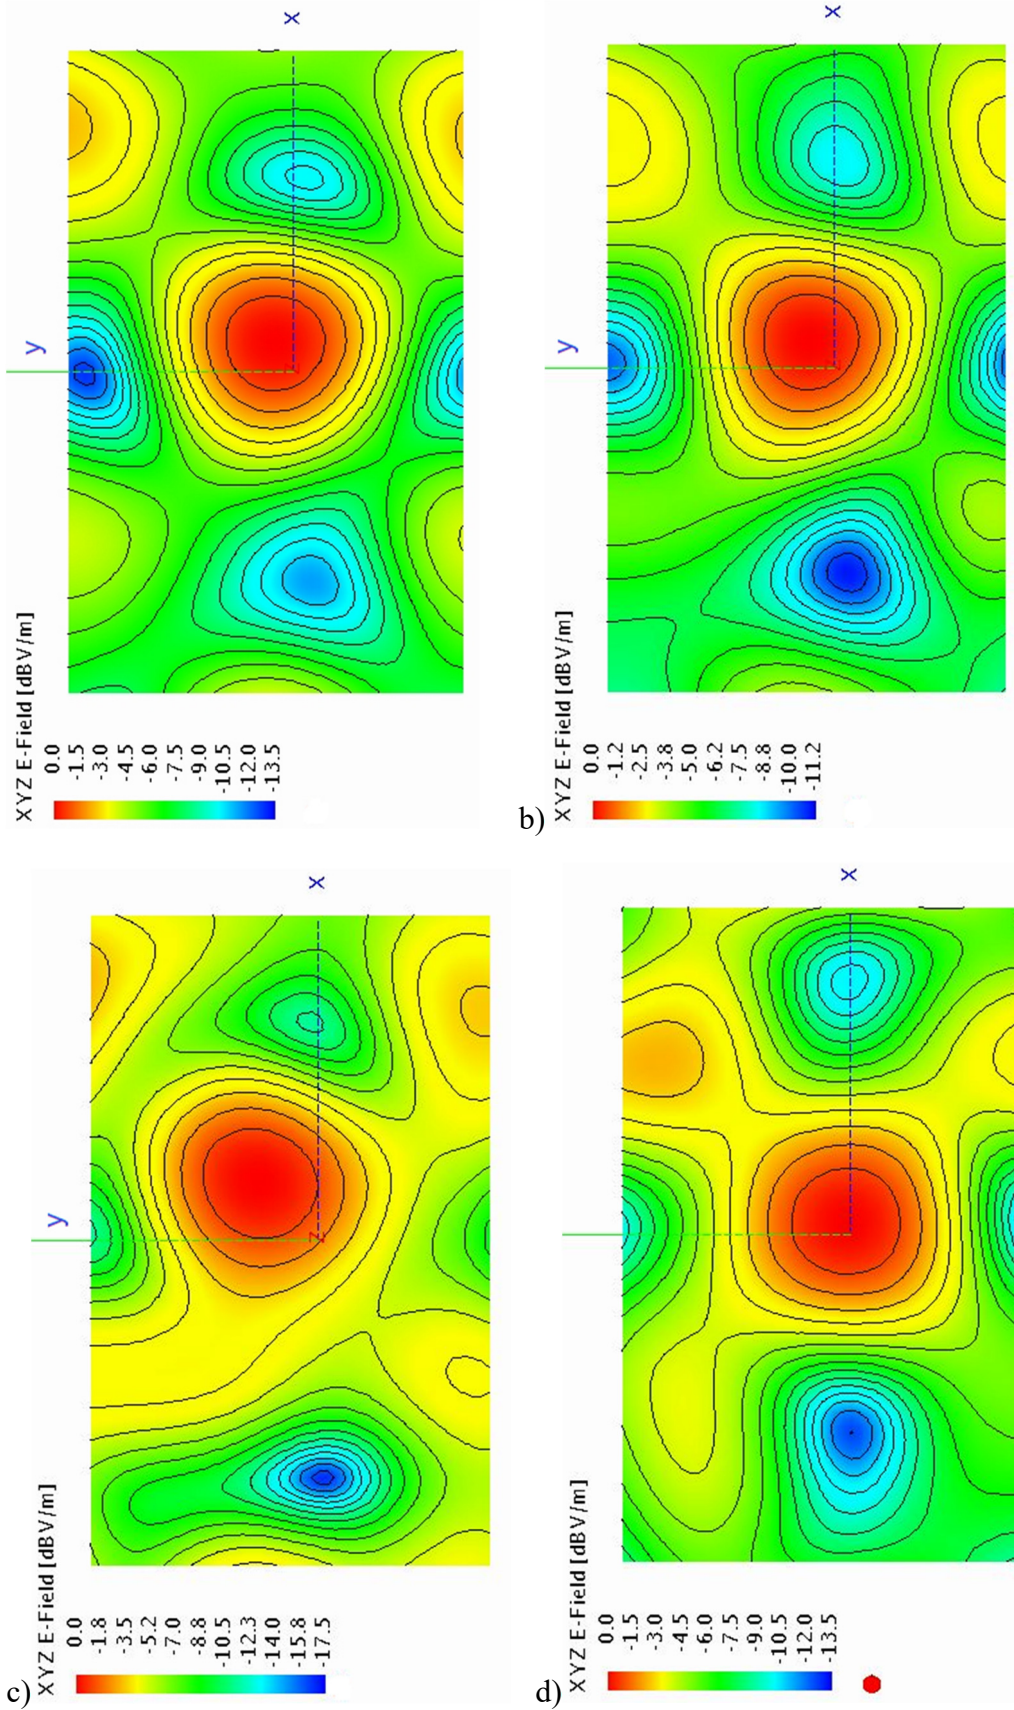 x
y
XYZ E-Field [dBV/m]
0.0
-1.5
-3.0
-4.5
-6.0
-7.5
-9.0
-10.5
-12.0
-13.5
b)
x
y
XYZ E-Field [dBV/m]
0.0
-1.2
-2.5
-3.8
-5.0
-6.2
-7.5
-8.8
-10.0
-11.2
c)
x
y
z
XYZ E-Field [dBV/m]
0.0
-1.8
-3.5
-5.2
-7.0
-8.8
-10.5
-12.3
-14.0
-15.8
-17.5
d)
x
XYZ E-Field [dBV/m]
0.0
-1.5
-3.0
-4.5
-6.0
-7.5
-9.0
-10.5
-12.0
-13.5